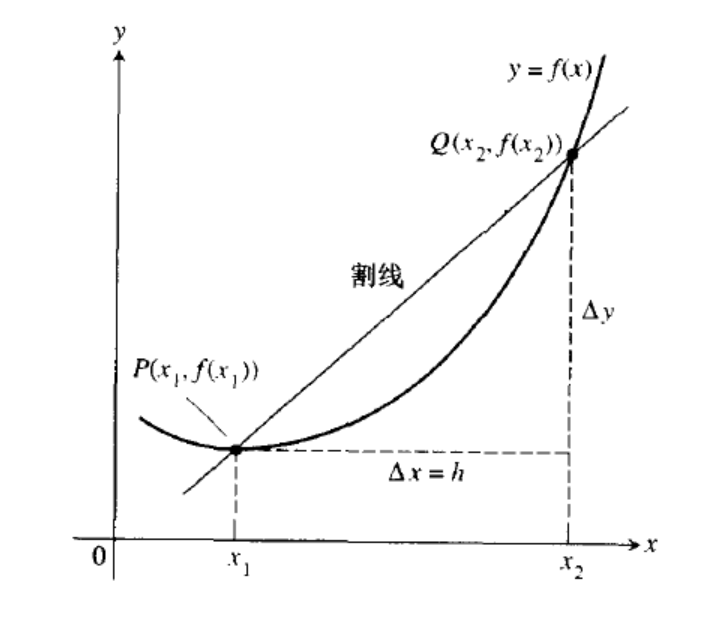 y
y = f(x)
Q(x₂, f(x₂))
割线
Δy
P(x₁, f(x₁))
Δx = h
0
x₁
x₂
x